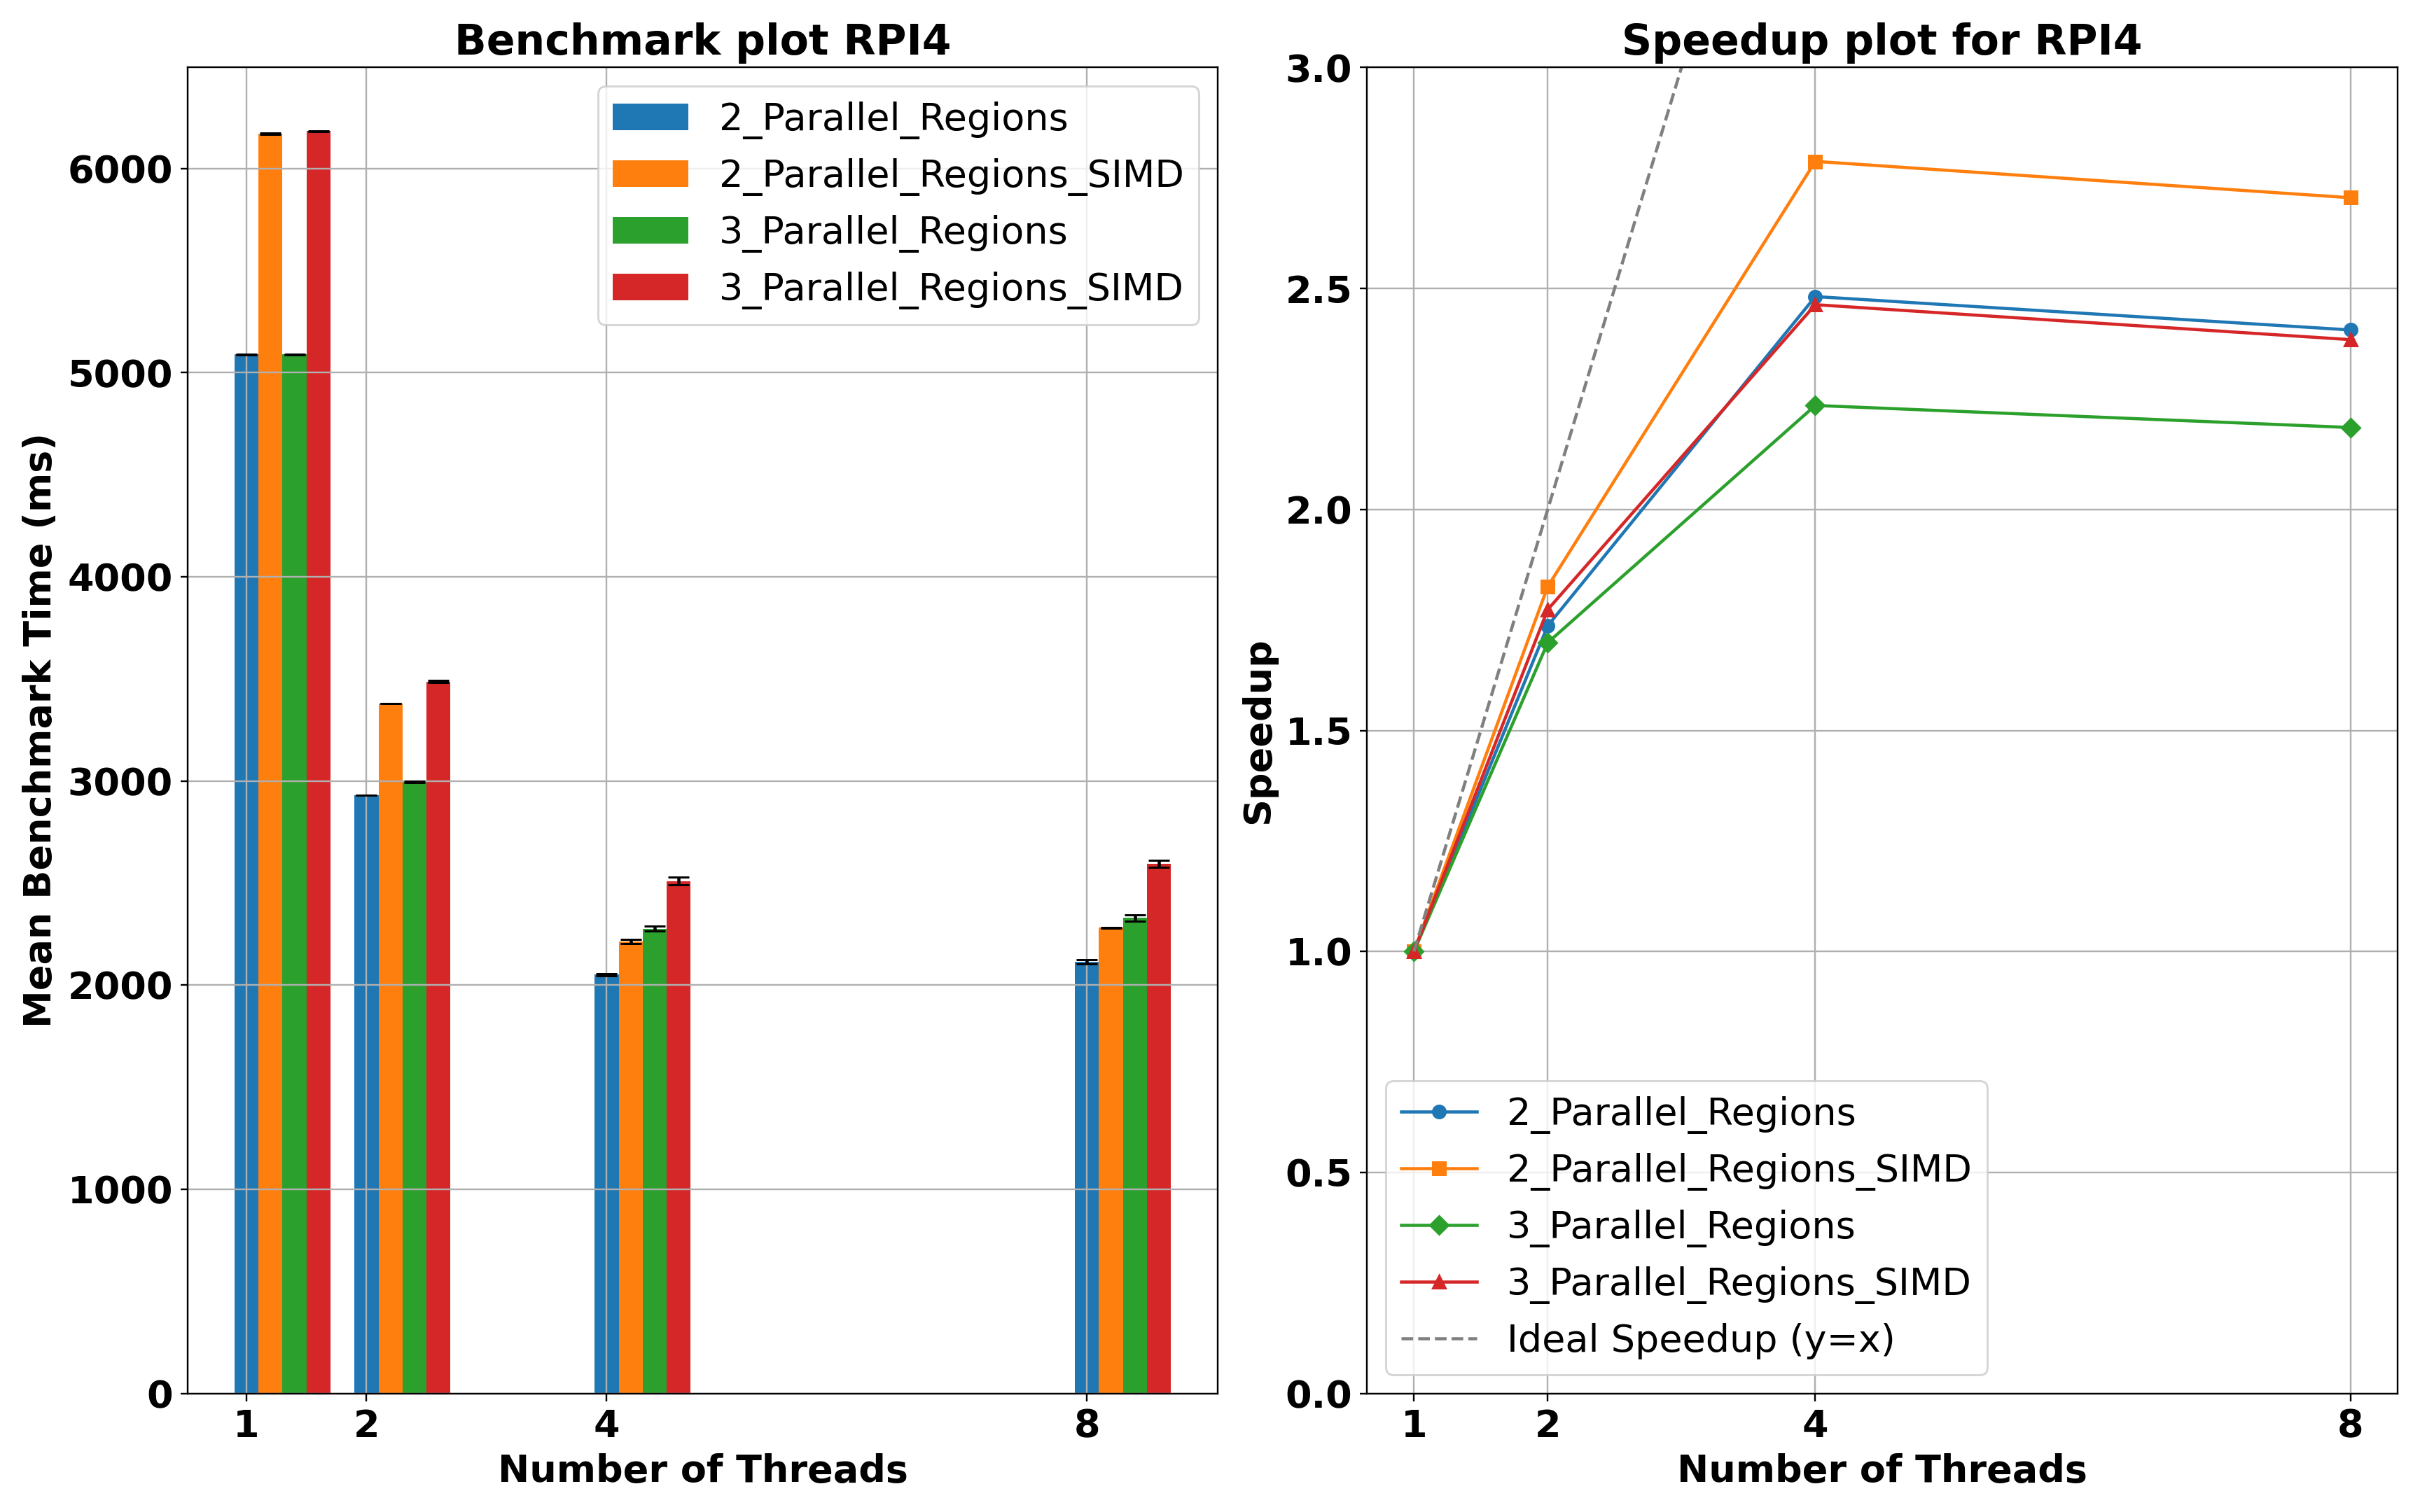 Benchmark plot RPI4
Mean Benchmark Time (ms)
6000
5000
4000
3000
2000
1000
0
2_Parallel_Regions
2_Parallel_Regions_SIMD
3_Parallel_Regions
3_Parallel_Regions_SIMD
1 2 4 8
Number of Threads
Speedup plot for RPI4
Speedup
3.0
2.5
2.0
1.5
1.0
0.5
0.0
2_Parallel_Regions
2_Parallel_Regions_SIMD
3_Parallel_Regions
3_Parallel_Regions_SIMD
Ideal Speedup (y=x)
1 2 4 8
Number of Threads